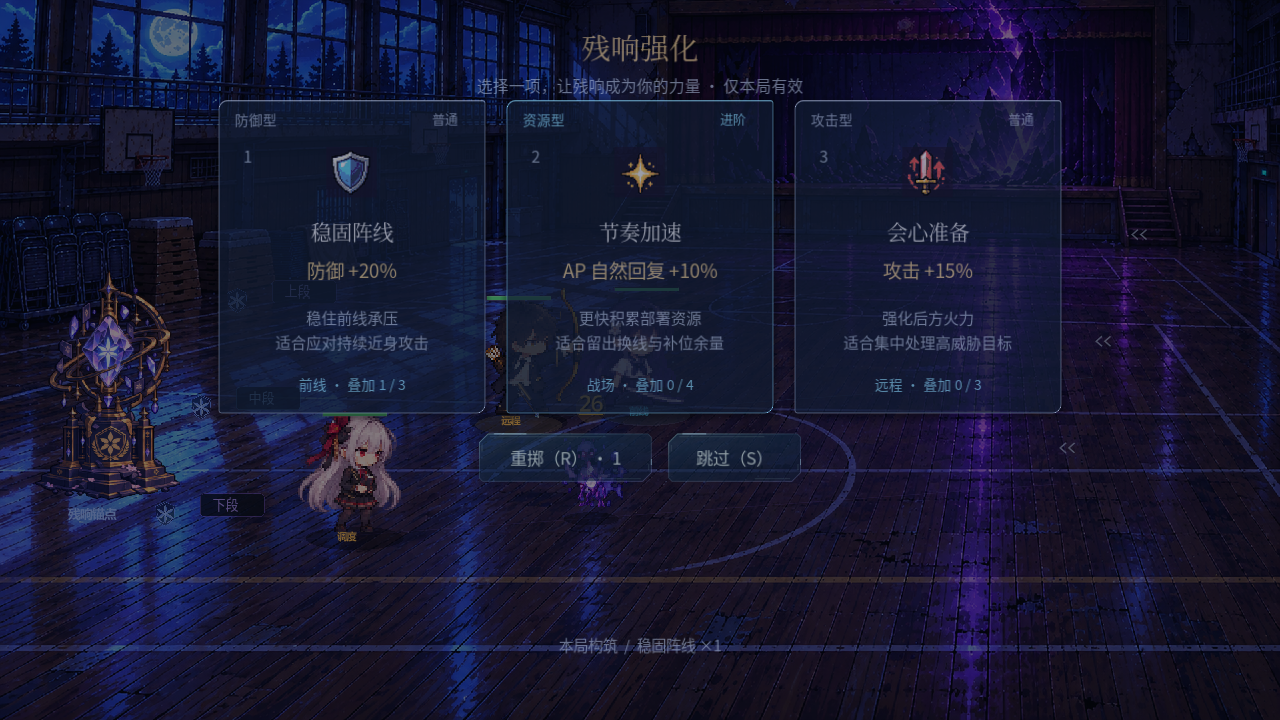 残响强化
选择一项，让残响成为你的力量 · 仅本局有效
防御型 普通
1
稳固阵线
防御 +20%
稳住前线承压
适合应对持续近身攻击
前线 · 叠加 1 / 3
资源型 进阶
2
节奏加速
AP 自然回复 +10%
更快积累部署资源
适合留出换线与补位余量
战场 · 叠加 0 / 4
攻击型 普通
3
会心准备
攻击 +15%
强化后方火力
适合集中处理高威胁目标
远程 · 叠加 0 / 3
上段
中段
26
远程
重掷（R） · 1
跳过（S）
下段
残响锚点
调度
本局构筑 / 稳固阵线 ×1